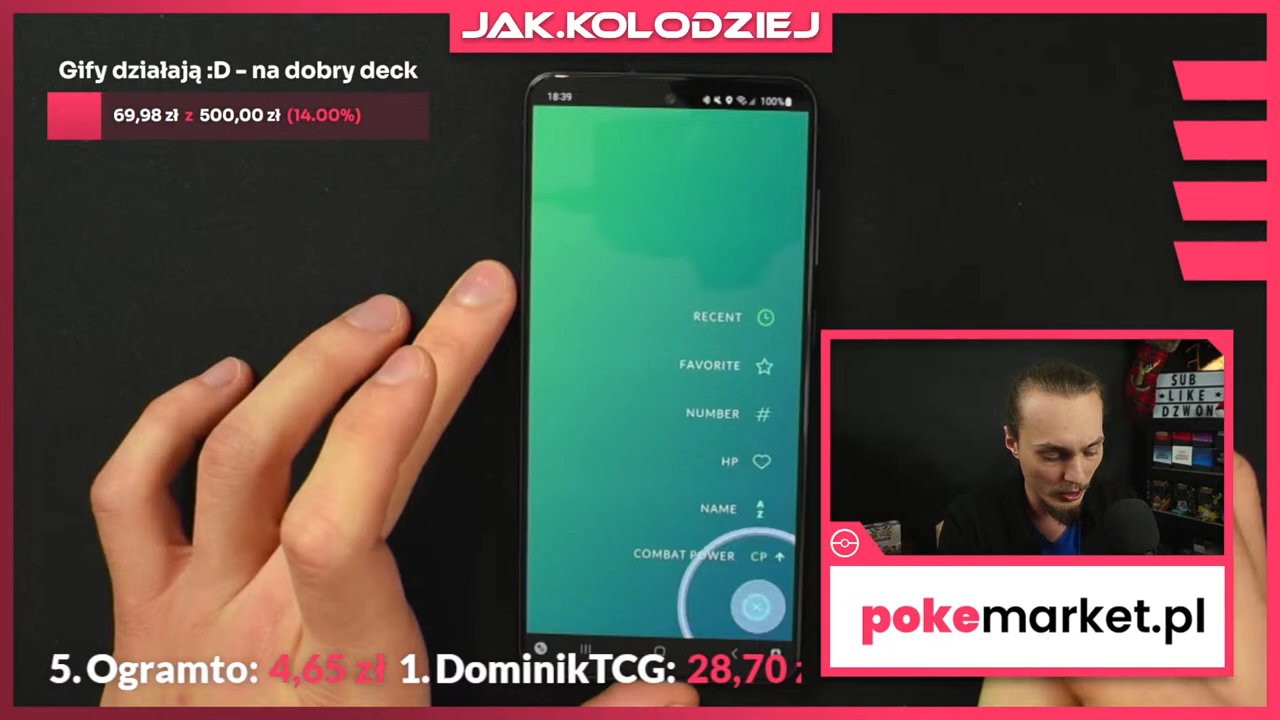 JAK.KOLODZIEJ
Gify działają :D - na dobry deck
69,98 zł z 500,00 zł (14.00%)
18:39
100%
RECENT
FAVORITE
NUMBER #
HP
NAME A Z
COMBAT POWER CP ↑
SUB
LIKE
DZWON
pokemarket.pl
5. Ogramto: 4,65 zł 1. DominikTCG: 28,70